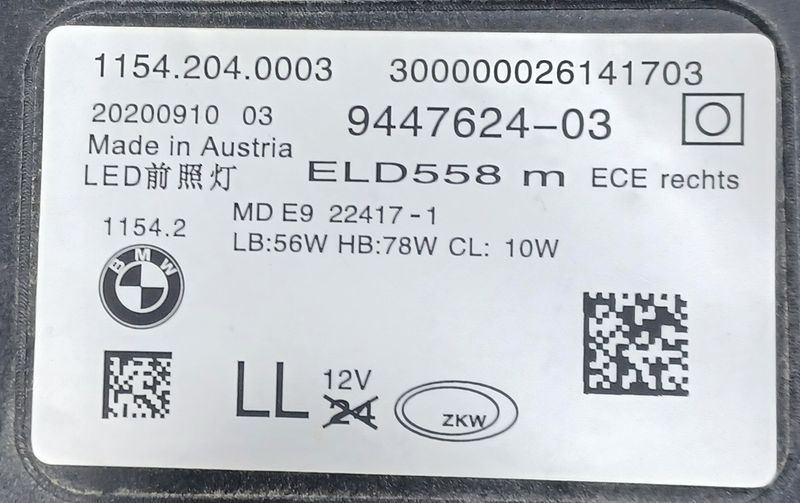 1154.204.0003 300000026141703
20200910 03 9447624-03
Made in Austria
LED前照灯 ELD558 m ECE rechts
1154.2 MD E9 22417-1
LB:56W HB:78W CL: 10W
BMW
LL 12V
24
ZKW